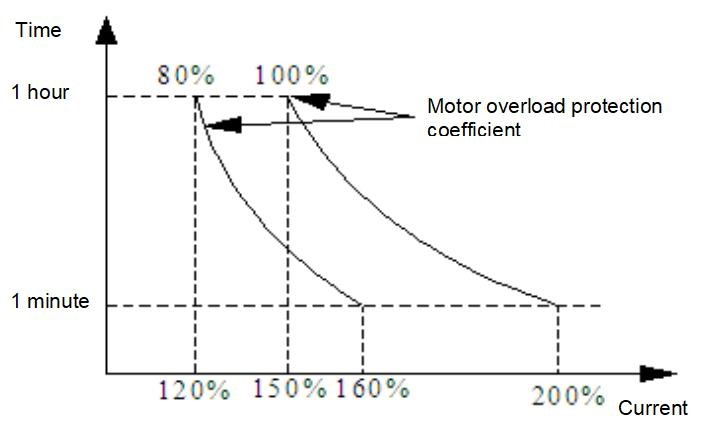 Time
80% 100%
1 hour
Motor overload protection
coefficient
1 minute
120% 150% 160% 200%
Current